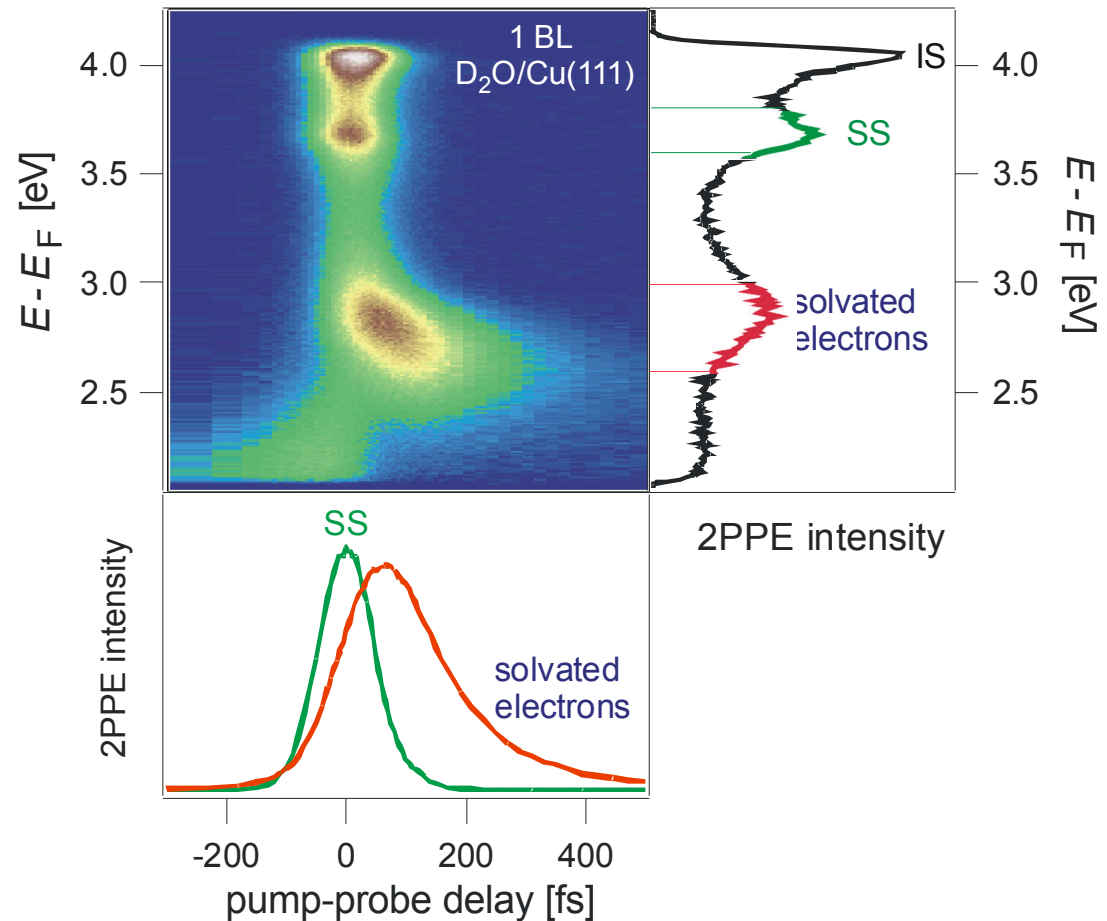 1 BL
D₂O/Cu(111)
IS
SS
solvated
electrons
4.0
3.5
3.0
2.5
E - E_F [eV]
4.0
3.5
3.0
2.5
E - E_F [eV]
2PPE intensity
SS
solvated
electrons
2PPE intensity
-200
0
200
400
pump-probe delay [fs]